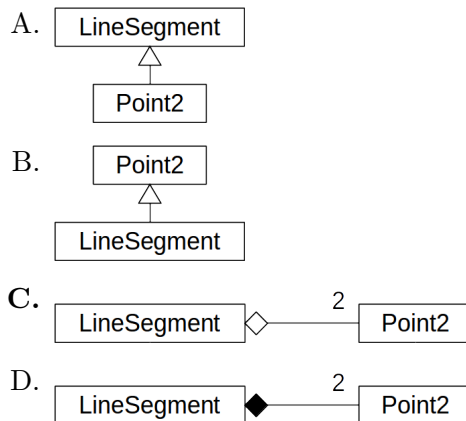 A. LineSegment
Point2
B. Point2
LineSegment
C. LineSegment 2 Point2
D. LineSegment 2 Point2